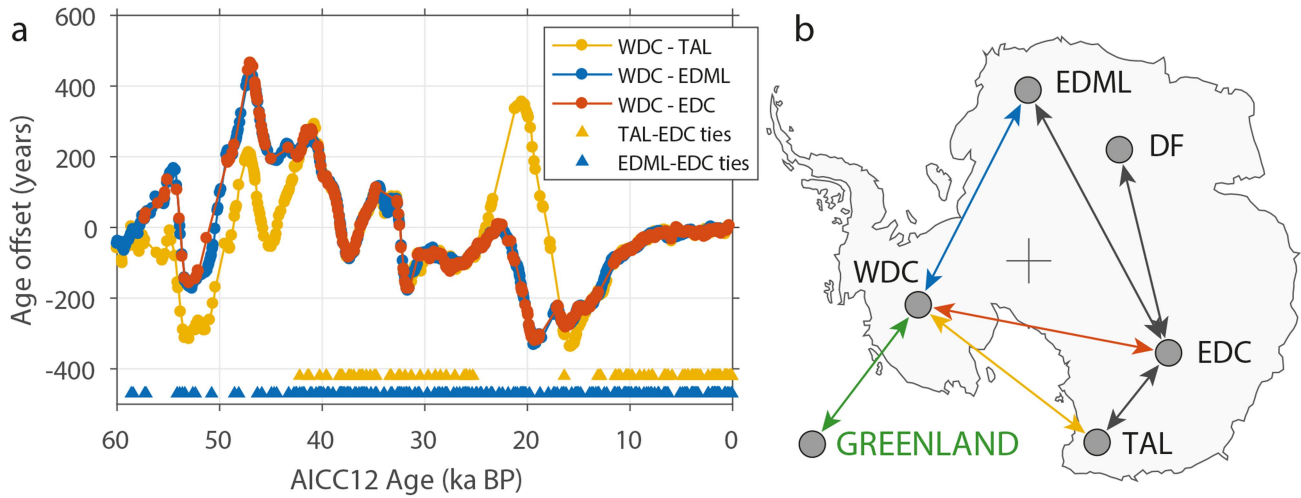 a
600
400
200
0
-200
-400
60
50
40
30
20
10
0
Age offset (years)
AICC12 Age (ka BP)
WDC - TAL
WDC - EDML
WDC - EDC
TAL-EDC ties
EDML-EDC ties
b
EDML
DF
WDC
EDC
GREENLAND
TAL